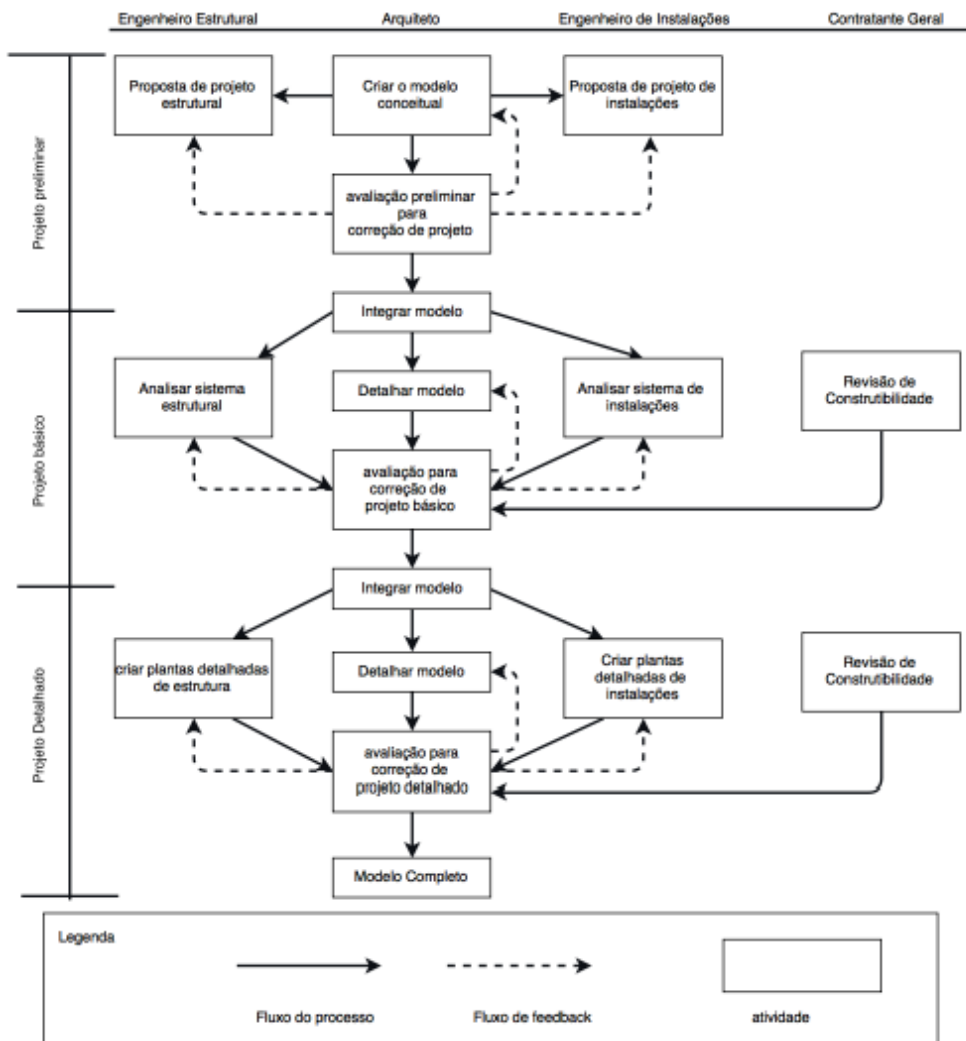 Engenheiro Estrutural
Arquiteto
Engenheiro de Instalações
Contratante Geral
Projeto preliminar
Proposta de projeto
estrutural
Criar o modelo
conceitual
Proposta de projeto de
instalações
avaliação preliminar
para
correção de projeto
Integrar modelo
Projeto básico
Analisar sistema
estrutural
Detalhar modelo
Analisar sistema de
instalações
Revisão de
Construtibilidade
avaliação para
correção de
projeto básico
Integrar modelo
Projeto Detalhado
criar plantas detalhadas
de estrutura
Detalhar modelo
Criar plantas
detalhadas de
instalações
Revisão de
Construtibilidade
avaliação para
correção de
projeto detalhado
Modelo Completo
Legenda
Fluxo do processo
Fluxo de feedback
atividade